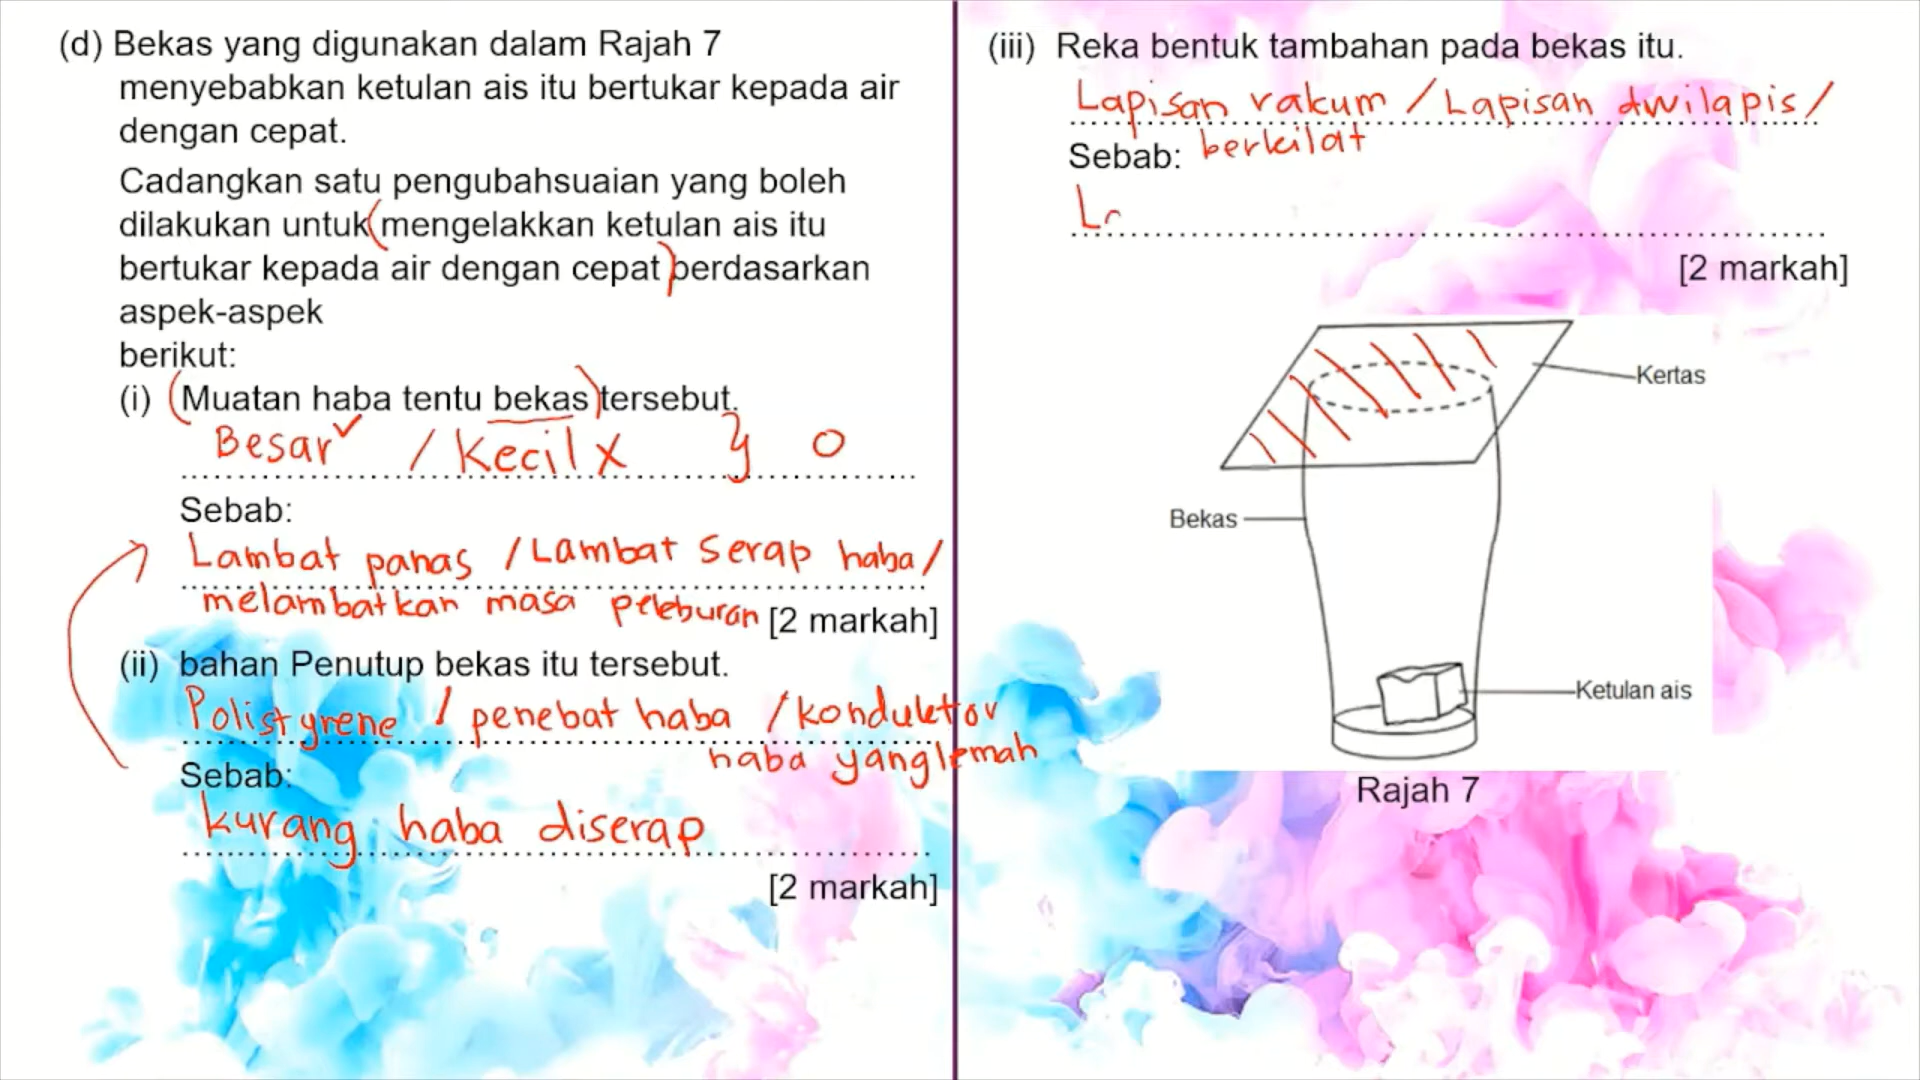 (d) Bekas yang digunakan dalam Rajah 7
menyebabkan ketulan ais itu bertukar kepada air
dengan cepat.
Cadangkan satu pengubahsuaian yang boleh
dilakukan untuk (mengelakkan ketulan ais itu
bertukar kepada air dengan cepat) berdasarkan
aspek-aspek
berikut:
(i) (Muatan haba tentu bekas) tersebut.
Besar ✓ / Kecil X } 0
Sebab:
Lambat panas / Lambat serap haba /
melambatkan masa peleburan [2 markah]
(ii) bahan Penutup bekas itu tersebut.
Polistyrene / penebat haba / konduktor
haba yang lemah
Sebab:
kurang haba diserap
[2 markah]
(iii) Reka bentuk tambahan pada bekas itu.
Lapisan vakum / Lapisan dwilapis /
berkilat
Sebab:
[2 markah]
Kertas
Bekas
Ketulan ais
Rajah 7